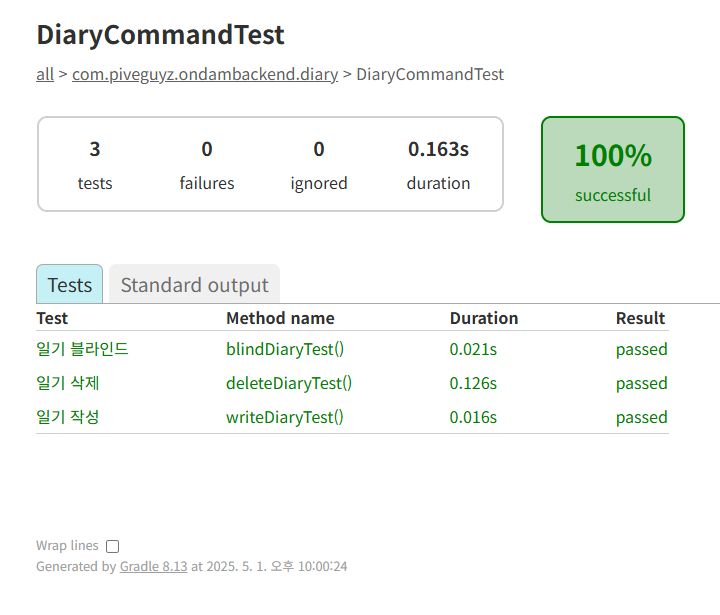 DiaryCommandTest
all > com.piveguyz.ondambackend.diary > DiaryCommandTest
3 0 0 0.163s
tests failures ignored duration
100%
successful
Tests Standard output
Test Method name Duration Result
일기 블라인드 blindDiaryTest() 0.021s passed
일기 삭제 deleteDiaryTest() 0.126s passed
일기 작성 writeDiaryTest() 0.016s passed
Wrap lines
Generated by Gradle 8.13 at 2025. 5. 1. 오후 10:00:24